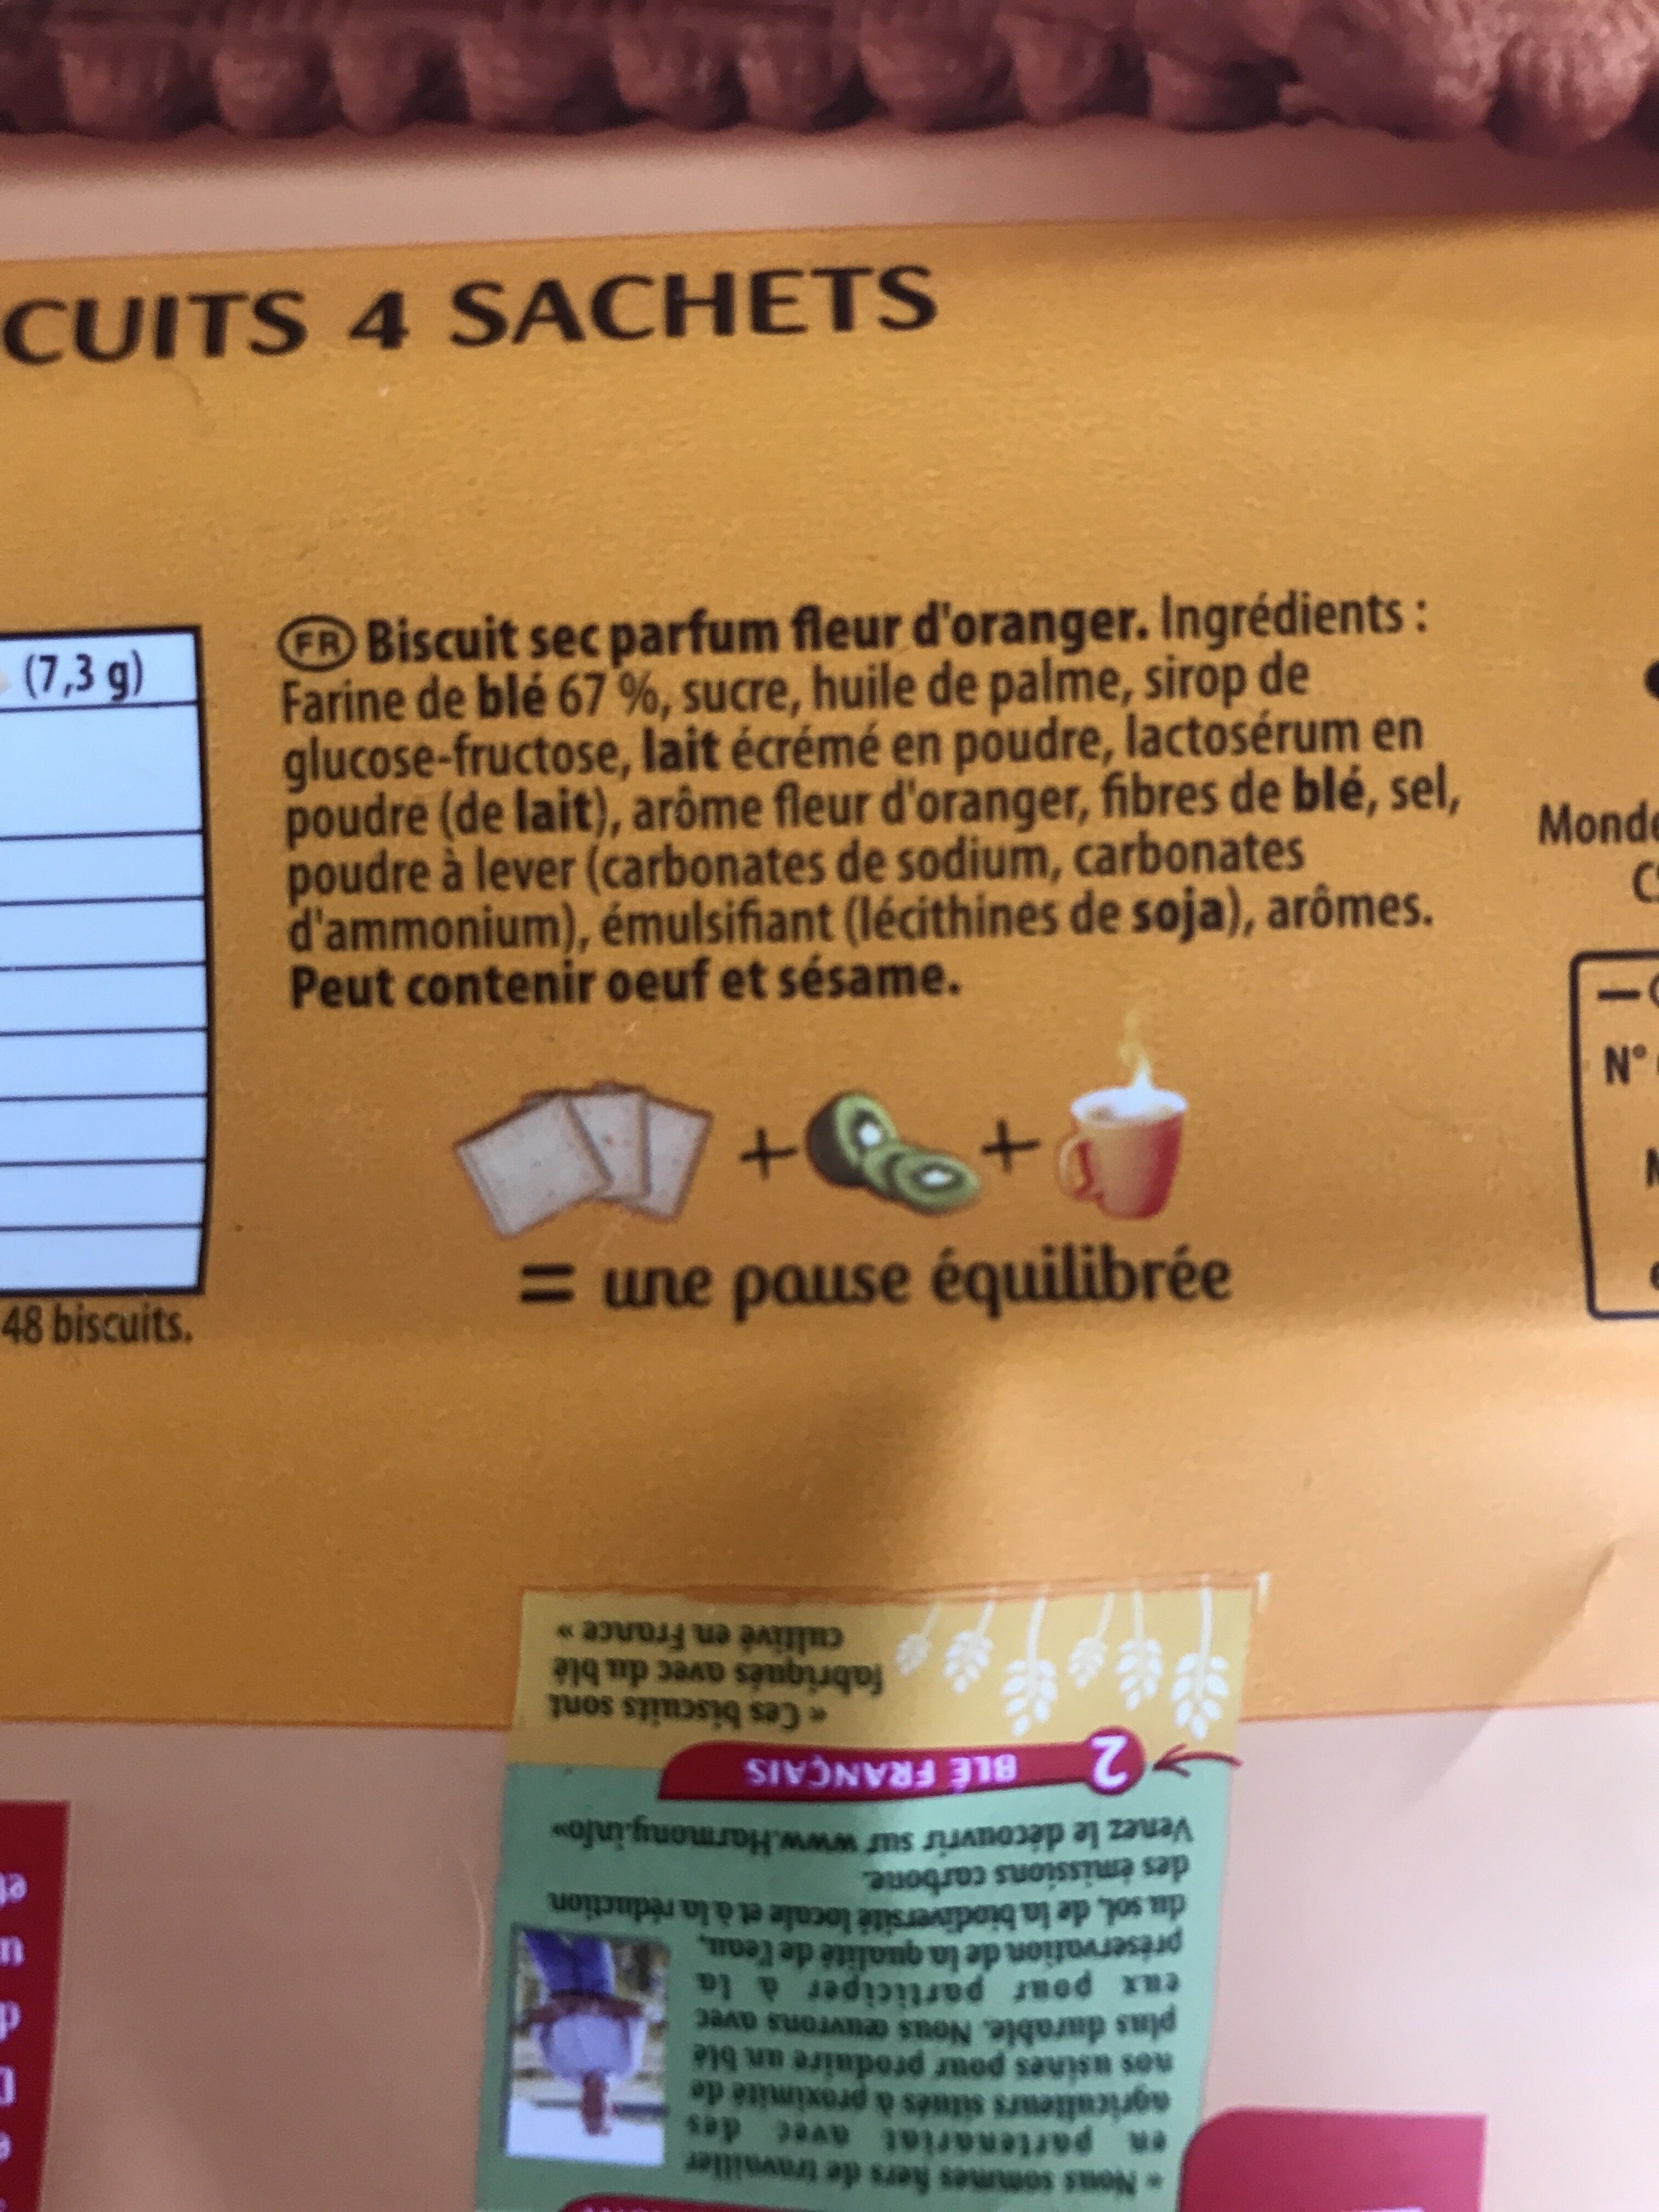 CUITS 4 SACHETS
(7,3 g)
48 biscuits.
FR Biscuit sec parfum fleur d'oranger. Ingrédients :
Farine de blé 67 %, sucre, huile de palme, sirop de
glucose-fructose, lait écrémé en poudre, lactosérum en
poudre (de lait), arôme fleur d'oranger, fibres de blé, sel,
poudre à lever (carbonates de sodium, carbonates
d'ammonium), émulsifiant (lécithines de soja), arômes.
Peut contenir oeuf et sésame.
+ +
= une pause équilibrée
Monde
N°
« Nous sommes fiers de travailler
en partenariat avec des
agriculteurs situés à proximité de
nos usines pour produire un blé
plus durable. Nous œuvrons avec
eux pour participer à la
préservation de la qualité de l'eau,
du sol, de la biodiversité locale et à la réduction
des émissions carbone.
Venez le découvrir sur www.Harmony.info»
2 BLÉ FRANÇAIS
« Ces biscuits sont
fabriqués avec du blé
cultivé en France »